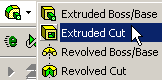 Extruded Boss/Base
Extruded Cut
Revolved Boss/Base
Revolved Cut